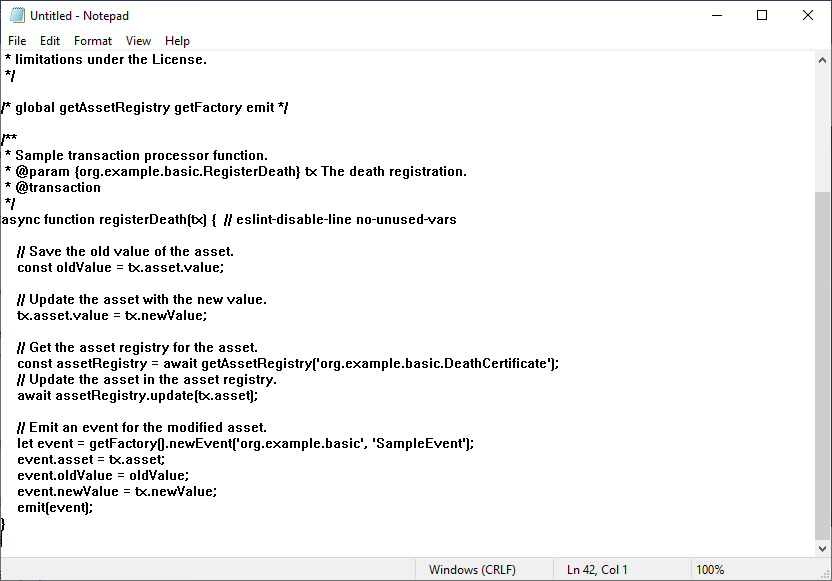 Untitled - Notepad
File Edit Format View Help
* limitations under the License.
*/
/* global getAssetRegistry getFactory emit */
/**
* Sample transaction processor function.
* @param {org.example.basic.RegisterDeath} tx The death registration.
* @transaction
*/
async function registerDeath(tx) {  // eslint-disable-line no-unused-vars
// Save the old value of the asset.
const oldValue = tx.asset.value;
// Update the asset with the new value.
tx.asset.value = tx.newValue;
// Get the asset registry for the asset.
const assetRegistry = await getAssetRegistry('org.example.basic.DeathCertificate');
// Update the asset in the asset registry.
await assetRegistry.update(tx.asset);
// Emit an event for the modified asset.
let event = getFactory().newEvent('org.example.basic', 'SampleEvent');
event.asset = tx.asset;
event.oldValue = oldValue;
event.newValue = tx.newValue;
emit(event);
}
Windows (CRLF) Ln 42, Col 1 100%